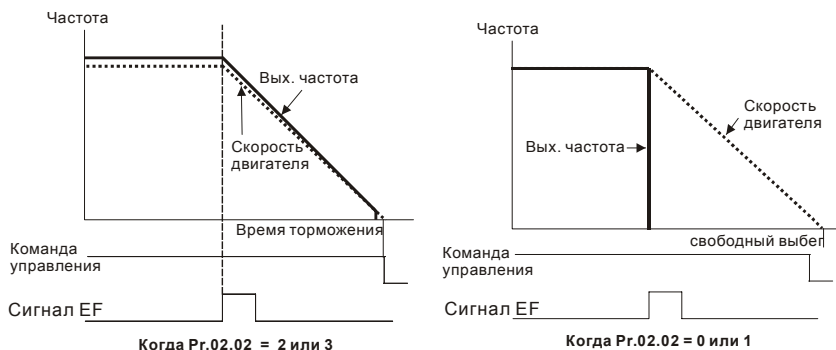 Частота
Вых. частота
Скорость
двигателя
Время торможения
Команда
управления
Сигнал EF
Когда Pr.02.02 = 2 или 3
Частота
Скорость
двигателя
Вых. частота
свободный выбег
Команда
управления
Сигнал EF
Когда Pr.02.02 = 0 или 1